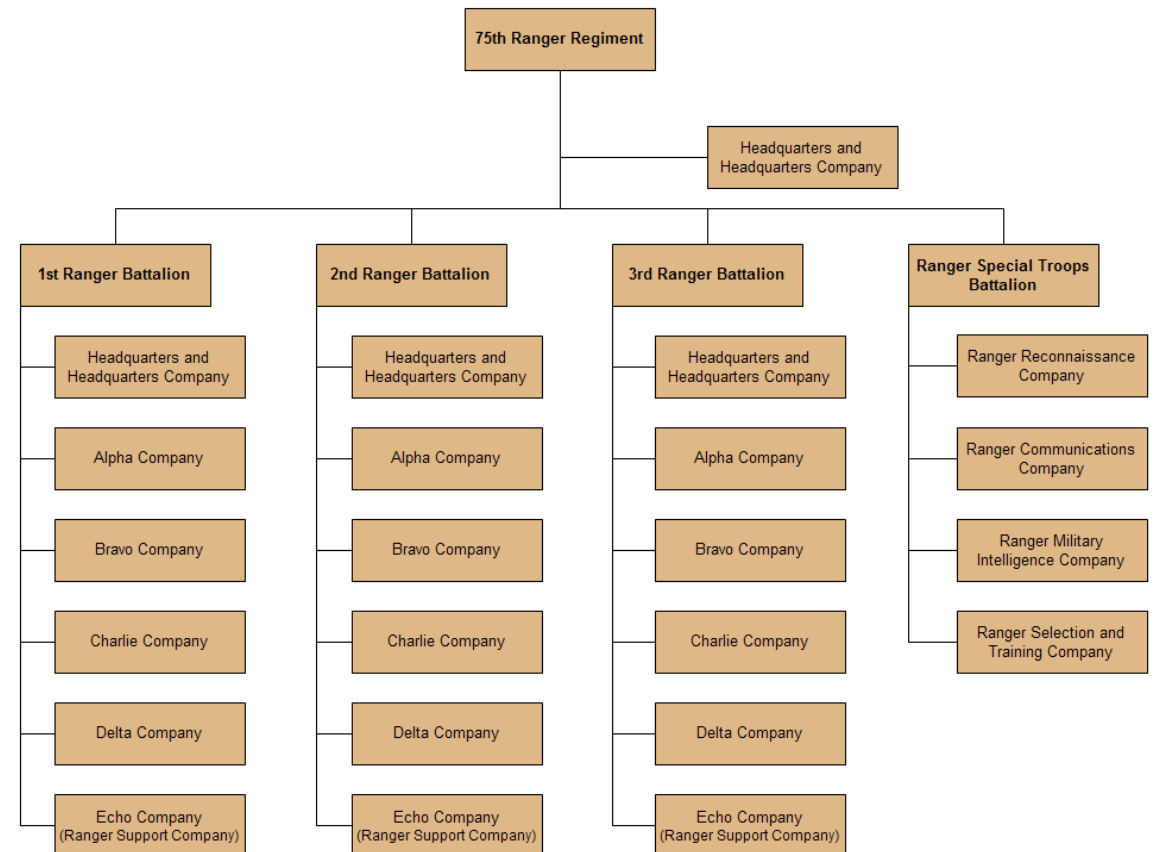 75th Ranger Regiment
Headquarters and
Headquarters Company
1st Ranger Battalion
Headquarters and
Headquarters Company
Alpha Company
Bravo Company
Charlie Company
Delta Company
Echo Company
(Ranger Support Company)
2nd Ranger Battalion
Headquarters and
Headquarters Company
Alpha Company
Bravo Company
Charlie Company
Delta Company
Echo Company
(Ranger Support Company)
3rd Ranger Battalion
Headquarters and
Headquarters Company
Alpha Company
Bravo Company
Charlie Company
Delta Company
Echo Company
(Ranger Support Company)
Ranger Special Troops
Battalion
Ranger Reconnaissance
Company
Ranger Communications
Company
Ranger Military
Intelligence Company
Ranger Selection and
Training Company